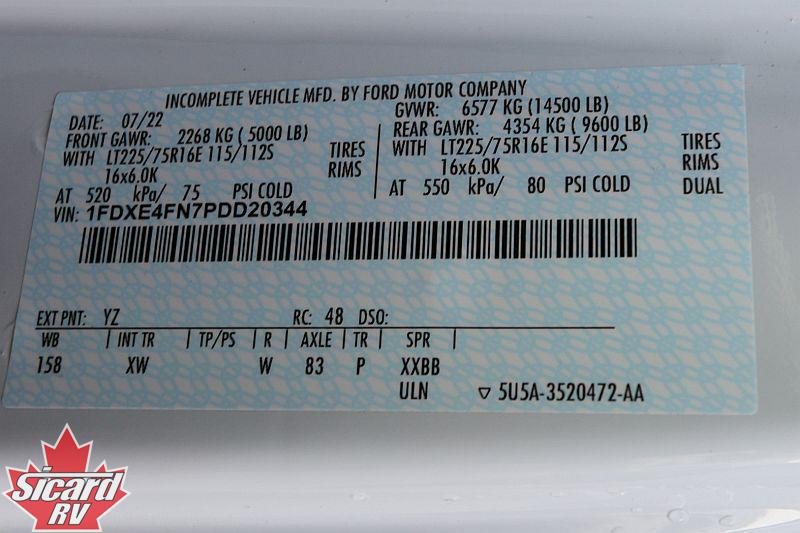 INCOMPLETE VEHICLE MFD. BY FORD MOTOR COMPANY
DATE: 07/22
GVWR: 6577 KG (14500 LB)
FRONT GAWR: 2268 KG ( 5000 LB)
WITH LT225/75R16E 115/112S TIRES
16x6.0K RIMS
AT 520 kPa/ 75 PSI COLD
REAR GAWR: 4354 KG ( 9600 LB)
WITH LT225/75R16E 115/112S TIRES
16x6.0K RIMS
AT 550 kPa/ 80 PSI COLD DUAL
VIN: 1FDXE4FN7PDD20344
EXT PNT: YZ RC: 48 DSO:
WB | INT TR | TP/PS | R | AXLE | TR | SPR |
158 XW W 83 P XXBB
ULN ▽ 5U5A-3520472-AA
Sicard
RV